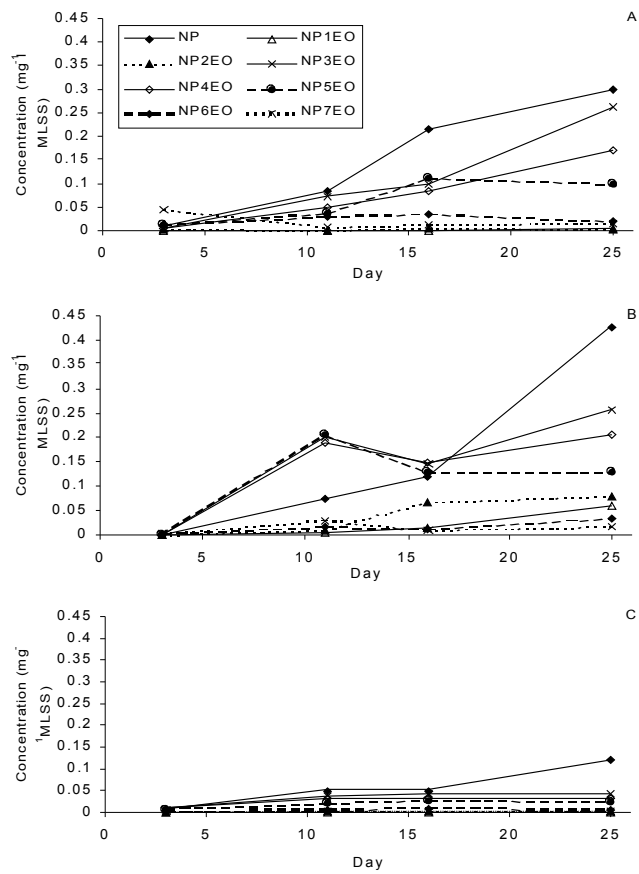 A
0.45
0.4
0.35
0.3
0.25
0.2
0.15
0.1
0.05
0
Concentration (mg⁻¹
MLSS)
NP NP1EO
NP2EO NP3EO
NP4EO NP5EO
NP6EO NP7EO
0 5 10 15 20 25
Day
B
0.45
0.4
0.35
0.3
0.25
0.2
0.15
0.1
0.05
0
Concentration (mg⁻¹
MLSS)
0 5 10 15 20 25
Day
C
0.45
0.4
0.35
0.3
0.25
0.2
0.15
0.1
0.05
0
Concentration (mg⁻
¹MLSS)
0 5 10 15 20 25
Day